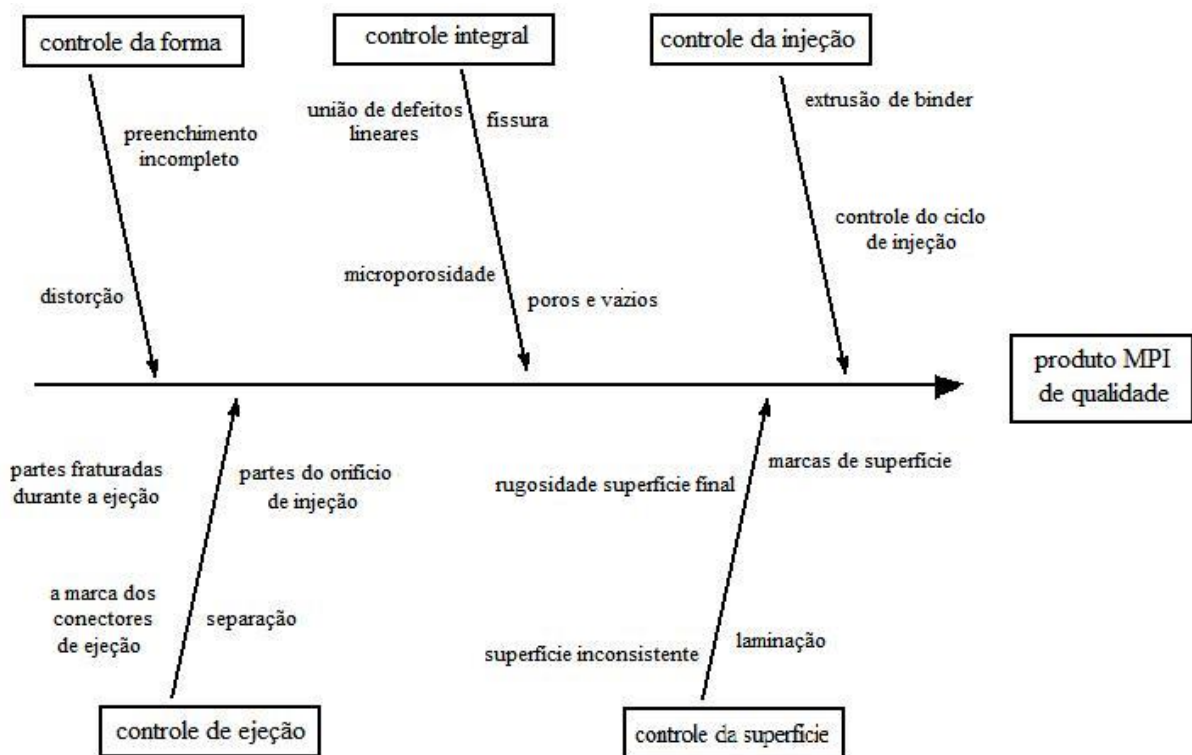 controle da forma
controle integral
controle da injeção
preenchimento
incompleto
distorção
união de defeitos
lineares
fissura
microporosidade
poros e vazios
extrusão de binder
controle do ciclo
de injeção
produto MPI
de qualidade
partes fraturadas
durante a ejeção
partes do orifício
de injeção
a marca dos
conectores
de ejeção
separação
controle de ejeção
rugosidade superfície final
marcas de superfície
superfície inconsistente
laminação
controle da superfície